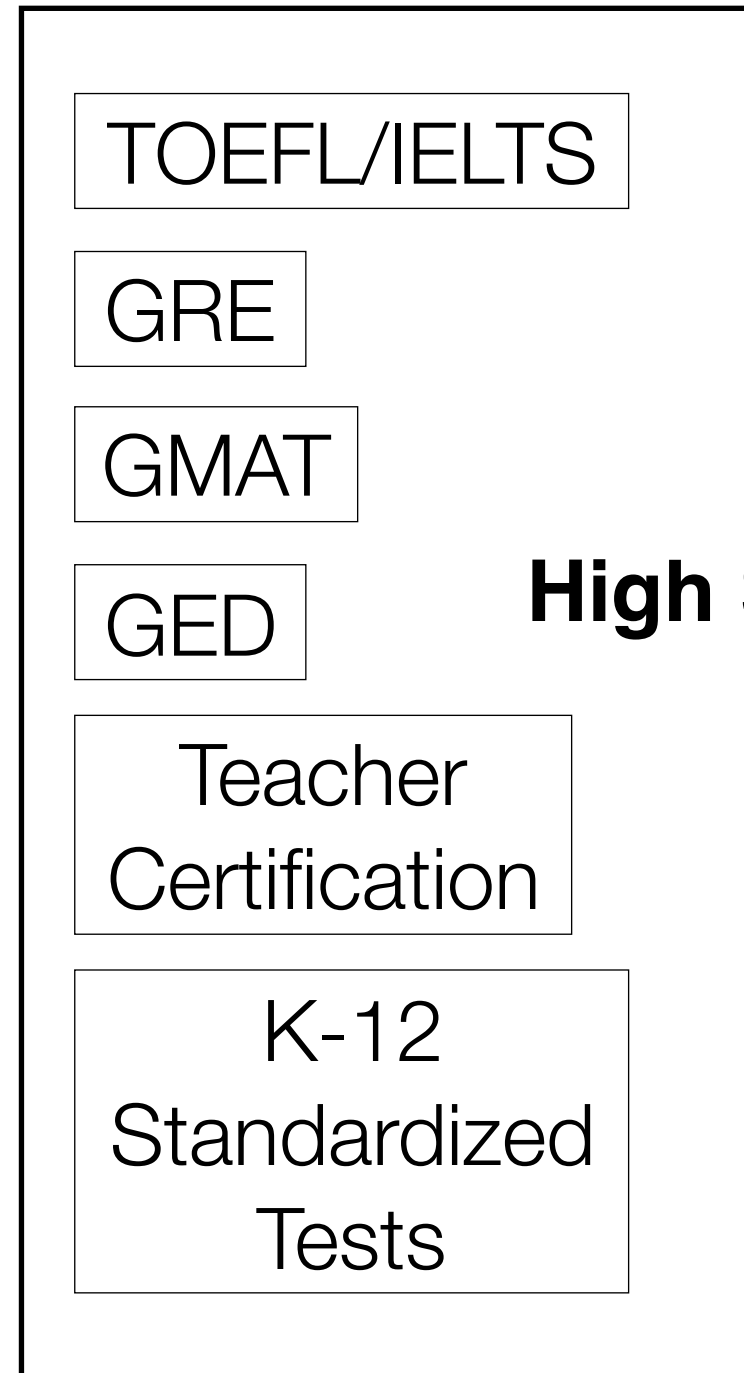 TOEFL/IELTS
GRE
GMAT
GED
High
Teacher
Certification
K-12
Standardized
Tests